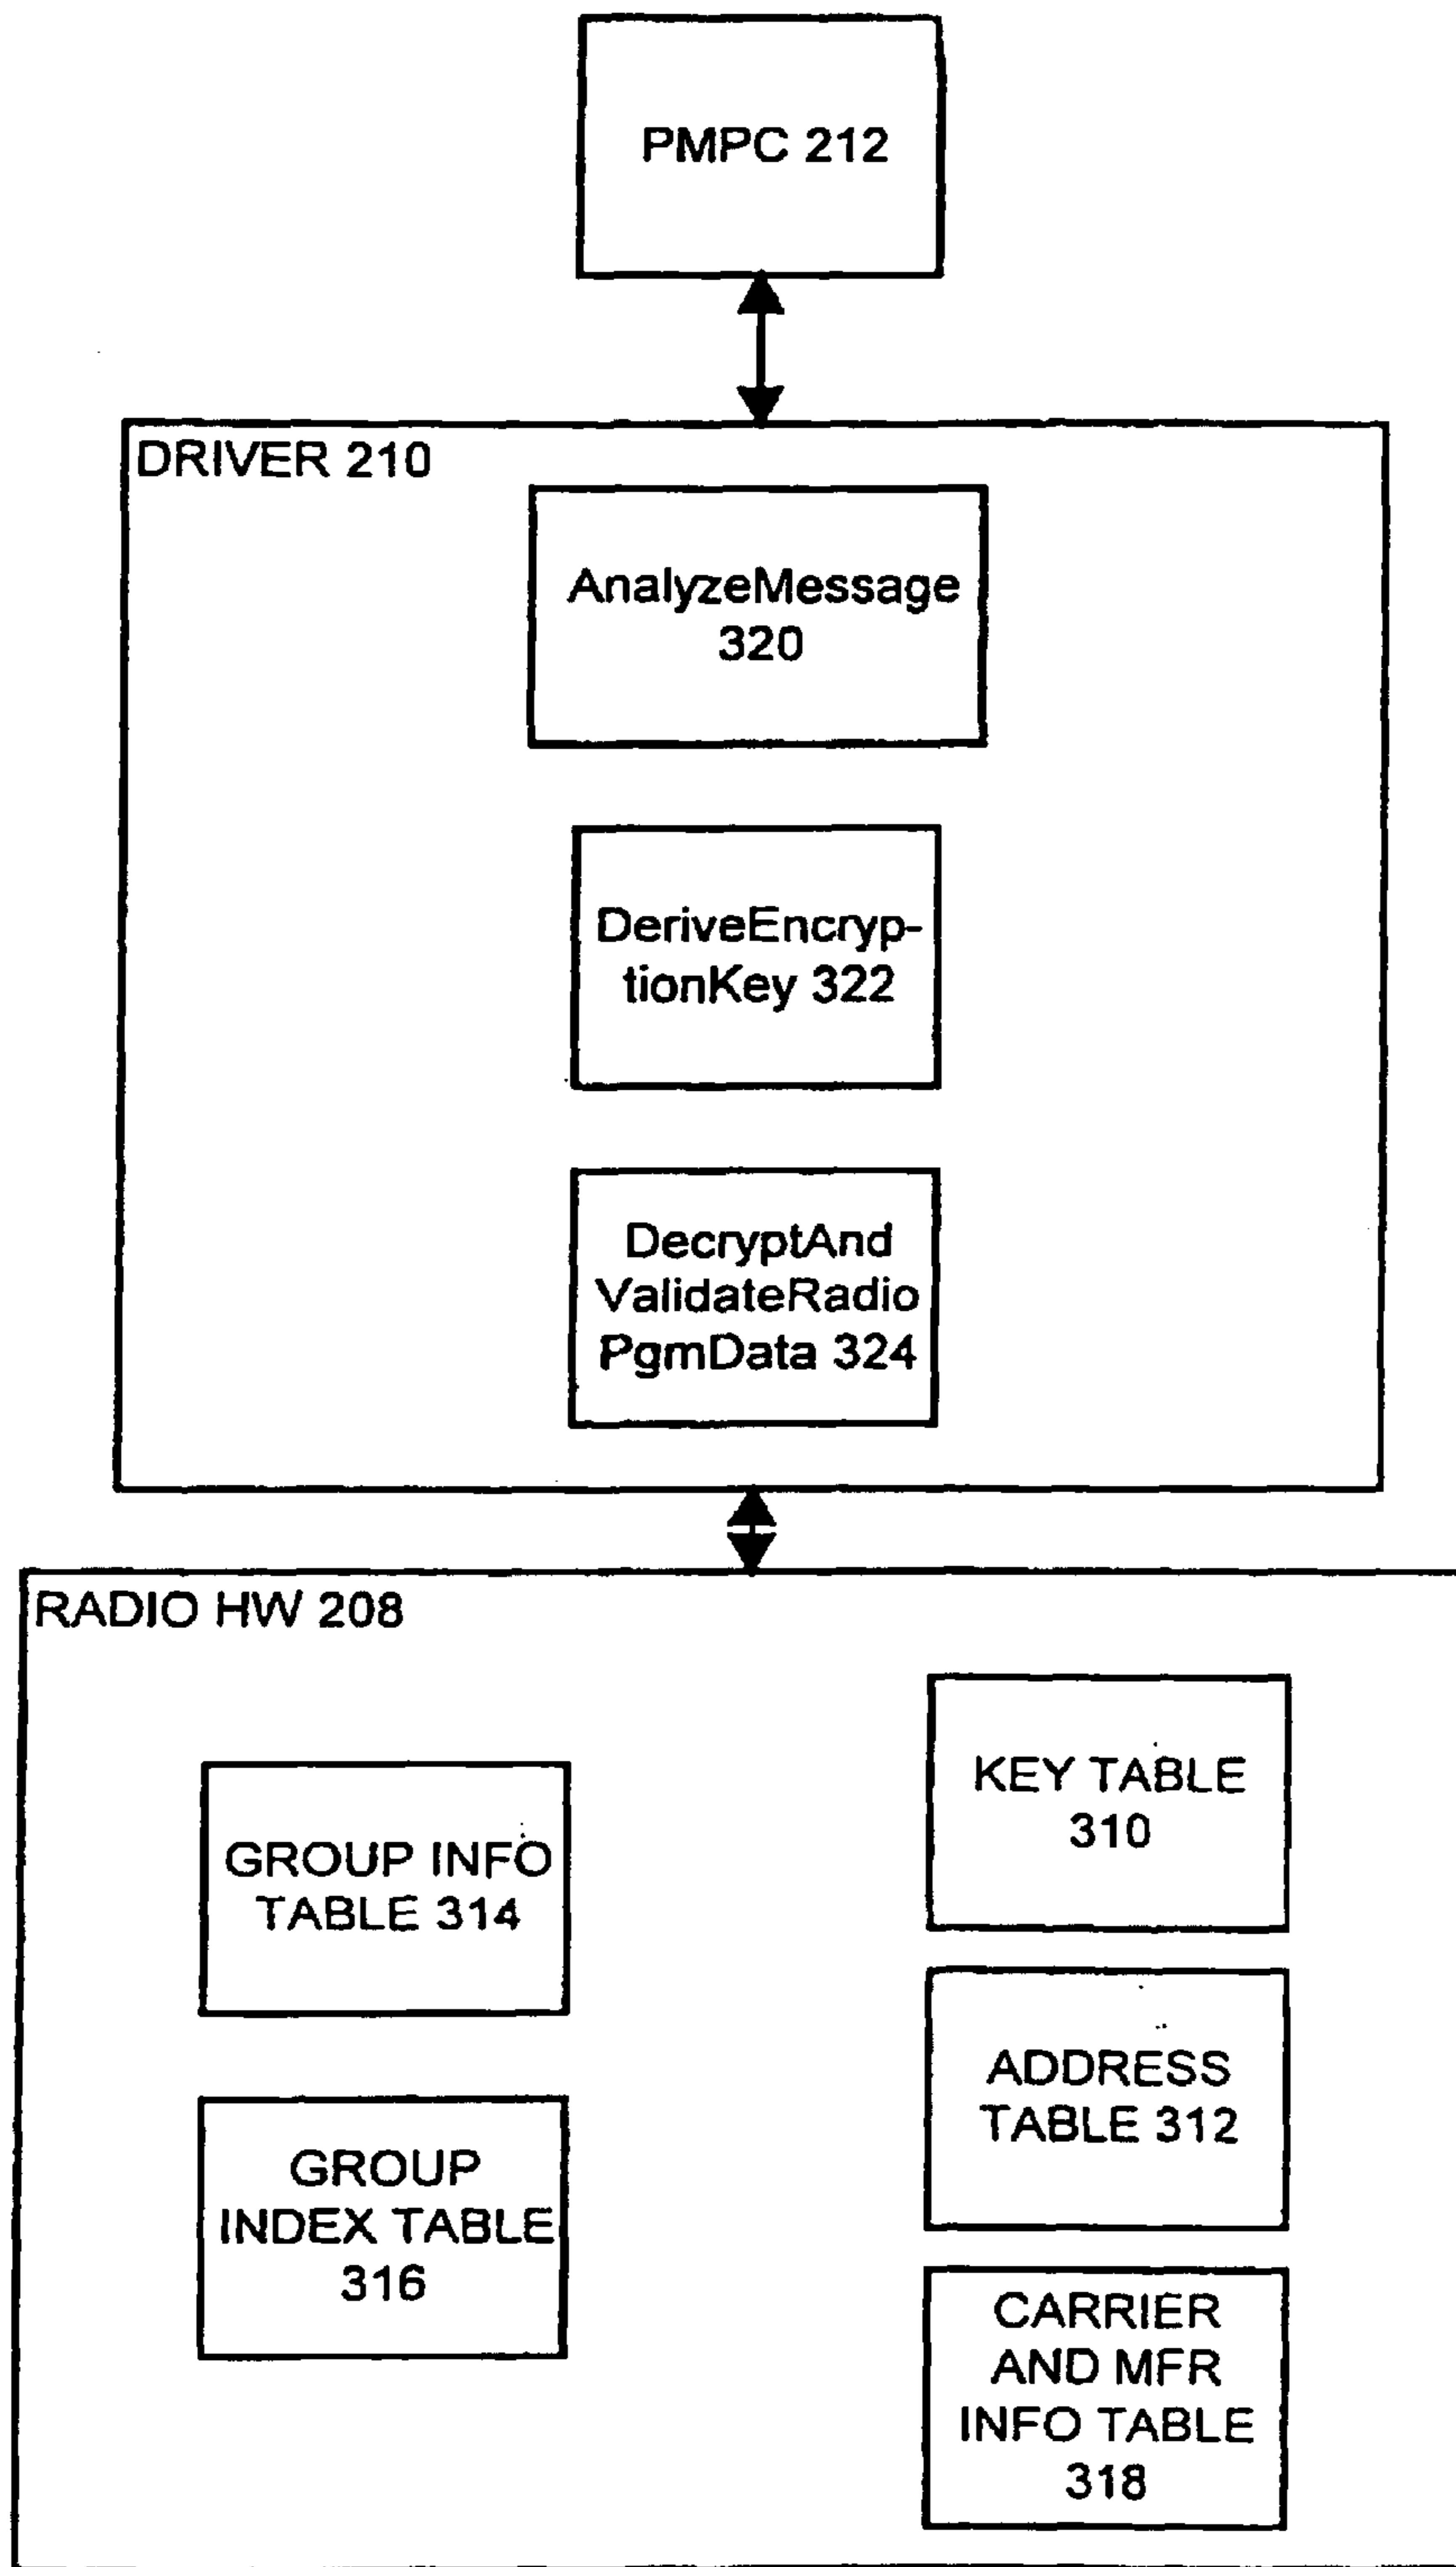 PMPC 212
DRIVER 210
AnalyzeMessage
320
DeriveEncryp-
tionKey 322
DecryptAnd
ValidateRadio
PgmData 324
RADIO HW 208
GROUP INFO
TABLE 314
GROUP
INDEX TABLE
316
KEY TABLE
310
ADDRESS
TABLE 312
CARRIER
AND MFR
INFO TABLE
318